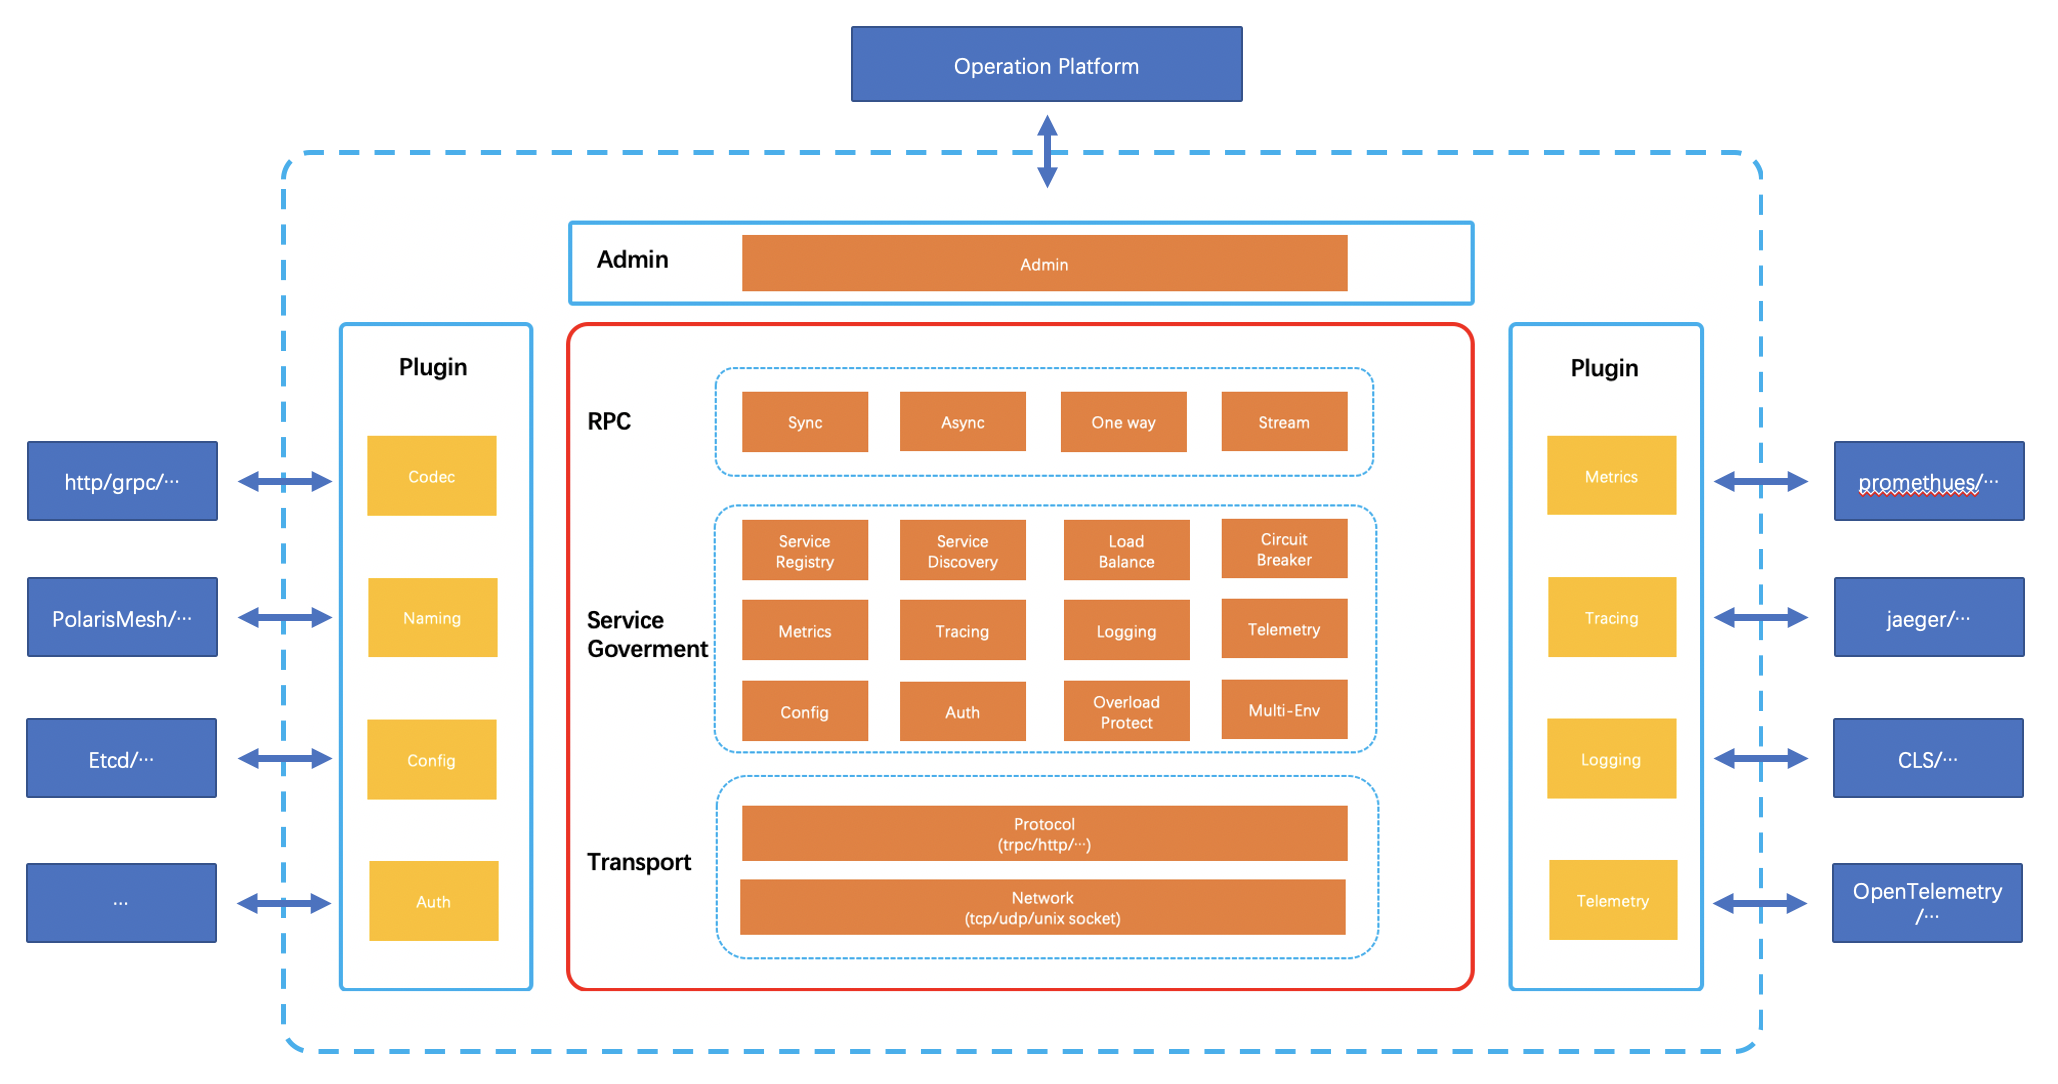 Operation Platform
Admin
Admin
Plugin
Codec
Naming
Config
Auth
http/grpc/···
PolarisMesh/···
Etcd/···
···
RPC
Sync
Async
One way
Stream
Service
Goverment
Service
Registry
Service
Discovery
Load
Balance
Circuit
Breaker
Metrics
Tracing
Logging
Telemetry
Config
Auth
Overload
Protect
Multi-Env
Transport
Protocol
(trpc/http/···)
Network
(tcp/udp/unix socket)
Plugin
Metrics
Tracing
Logging
Telemetry
promethues/···
jaeger/···
CLS/···
OpenTelemetry
/···